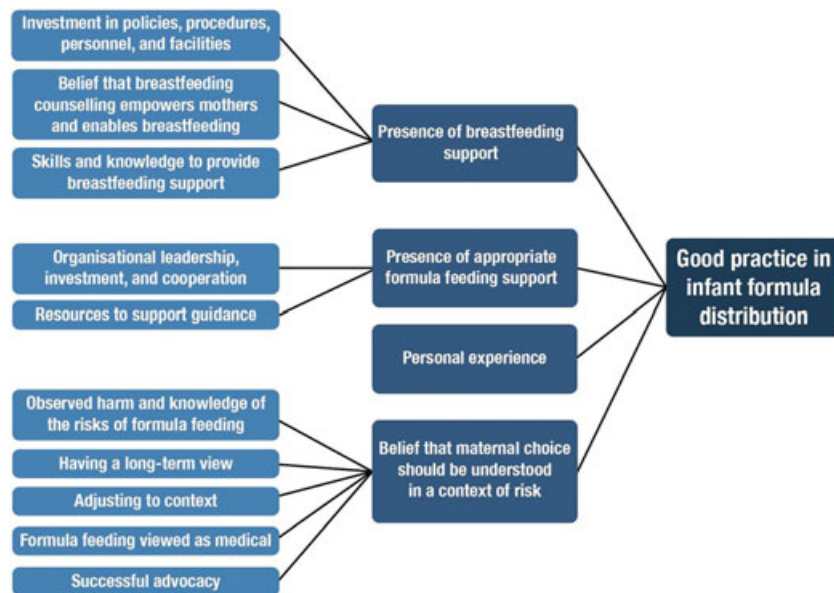 Investment in policies, procedures,
personnel, and facilities
Belief that breastfeeding
counselling empowers mothers
and enables breastfeeding
Skills and knowledge to provide
breastfeeding support
Organisational leadership,
investment, and cooperation
Resources to support guidance
Observed harm and knowledge of
the risks of formula feeding
Having a long-term view
Adjusting to context
Formula feeding viewed as medical
Successful advocacy
Presence of breastfeeding
support
Presence of appropriate
formula feeding support
Personal experience
Belief that maternal choice
should be understood
in a context of risk
Good practice in
infant formula
distribution